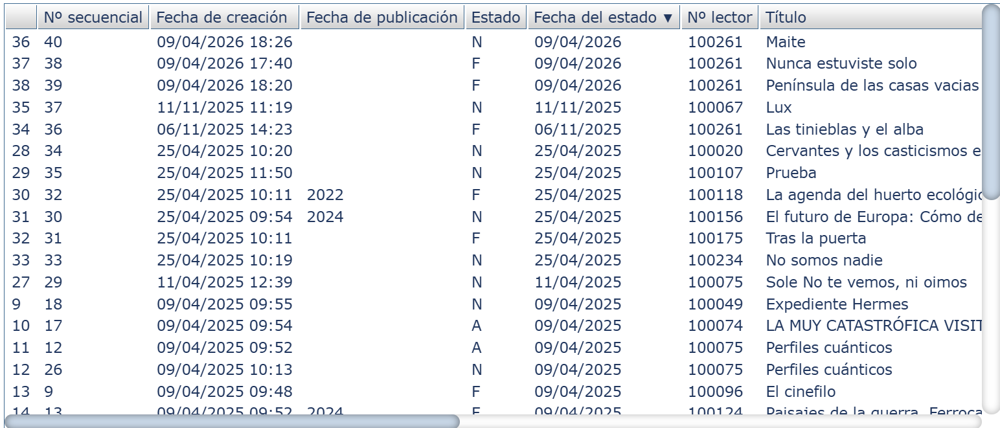 Nº secuencial Fecha de creación Fecha de publicación Estado Fecha del estado ▼ Nº lector Título
36 40 09/04/2026 18:26 N 09/04/2026 100261 Maite
37 38 09/04/2026 17:40 F 09/04/2026 100261 Nunca estuviste solo
38 39 09/04/2026 18:20 F 09/04/2026 100261 Península de las casas vacias
35 37 11/11/2025 11:19 N 11/11/2025 100067 Lux
34 36 06/11/2025 14:23 F 06/11/2025 100261 Las tinieblas y el alba
28 34 25/04/2025 10:20 N 25/04/2025 100020 Cervantes y los casticismos e
29 35 25/04/2025 11:50 N 25/04/2025 100107 Prueba
30 32 25/04/2025 10:11 2022 F 25/04/2025 100118 La agenda del huerto ecológic
31 30 25/04/2025 09:54 2024 N 25/04/2025 100156 El futuro de Europa: Cómo de
32 31 25/04/2025 10:11 F 25/04/2025 100175 Tras la puerta
33 33 25/04/2025 10:19 N 25/04/2025 100234 No somos nadie
27 29 11/04/2025 12:39 N 11/04/2025 100075 Sole No te vemos, ni oimos
9 18 09/04/2025 09:55 N 09/04/2025 100049 Expediente Hermes
10 17 09/04/2025 09:54 A 09/04/2025 100074 LA MUY CATASTRÓFICA VISIT
11 12 09/04/2025 09:52 A 09/04/2025 100075 Perfiles cuánticos
12 26 09/04/2025 10:13 N 09/04/2025 100075 Perfiles cuánticos
13 9 09/04/2025 09:48 F 09/04/2025 100096 El cinefilo
14 13 09/04/2025 09:52 2024 09/04/2025 100124 Paisajes de la guerra. Ferroca